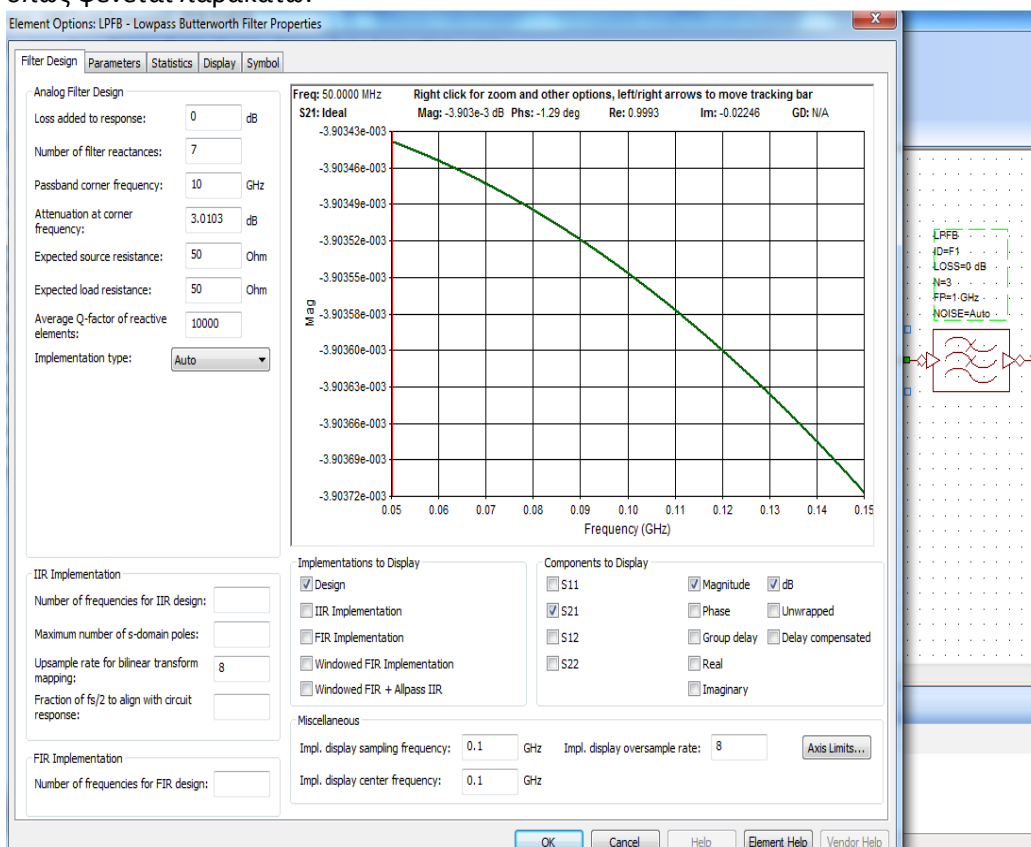 όπως φαίνεται παρακάτω:
Element Options: LPFB - Lowpass Butterworth Filter Properties
X
Filter Design Parameters Statistics Display Symbol
Analog Filter Design
Loss added to response: 0 dB
Number of filter reactances: 7
Passband corner frequency: 10 GHz
Attenuation at corner
frequency: 3.0103 dB
Expected source resistance: 50 Ohm
Expected load resistance: 50 Ohm
Average Q-factor of reactive
elements: 10000
Implementation type: Auto
Freq: 50.0000 MHz Right click for zoom and other options, left/right arrows to move tracking bar
S21: Ideal Mag: -3.903e-3 dB Phs: -1.29 deg Re: 0.9993 Im: -0.02246 GD: N/A
-3.90343e-003
-3.90346e-003
-3.90349e-003
-3.90352e-003
-3.90355e-003
-3.90358e-003
-3.90360e-003
-3.90363e-003
-3.90366e-003
-3.90369e-003
-3.90372e-003
Mag
0.05 0.06 0.07 0.08 0.09 0.10 0.11 0.12 0.13 0.14 0.15
Frequency (GHz)
LPFB
ID=F1
LOSS=0 dB
N=3
FP=1 GHz
NOISE=Auto
IIR Implementation
Number of frequencies for IIR design:
Maximum number of s-domain poles:
Upsample rate for bilinear transform
mapping: 8
Fraction of fs/2 to align with circuit
response:
FIR Implementation
Number of frequencies for FIR design:
Implementations to Display
Design
IIR Implementation
FIR Implementation
Windowed FIR Implementation
Windowed FIR + Allpass IIR
Components to Display
S11 Magnitude dB
S21 Phase Unwrapped
S12 Group delay Delay compensated
S22 Real
Imaginary
Miscellaneous
Impl. display sampling frequency: 0.1 GHz Impl. display oversample rate: 8 Axis Limits...
Impl. display center frequency: 0.1 GHz
OK Cancel Help Element Help Vendor Help